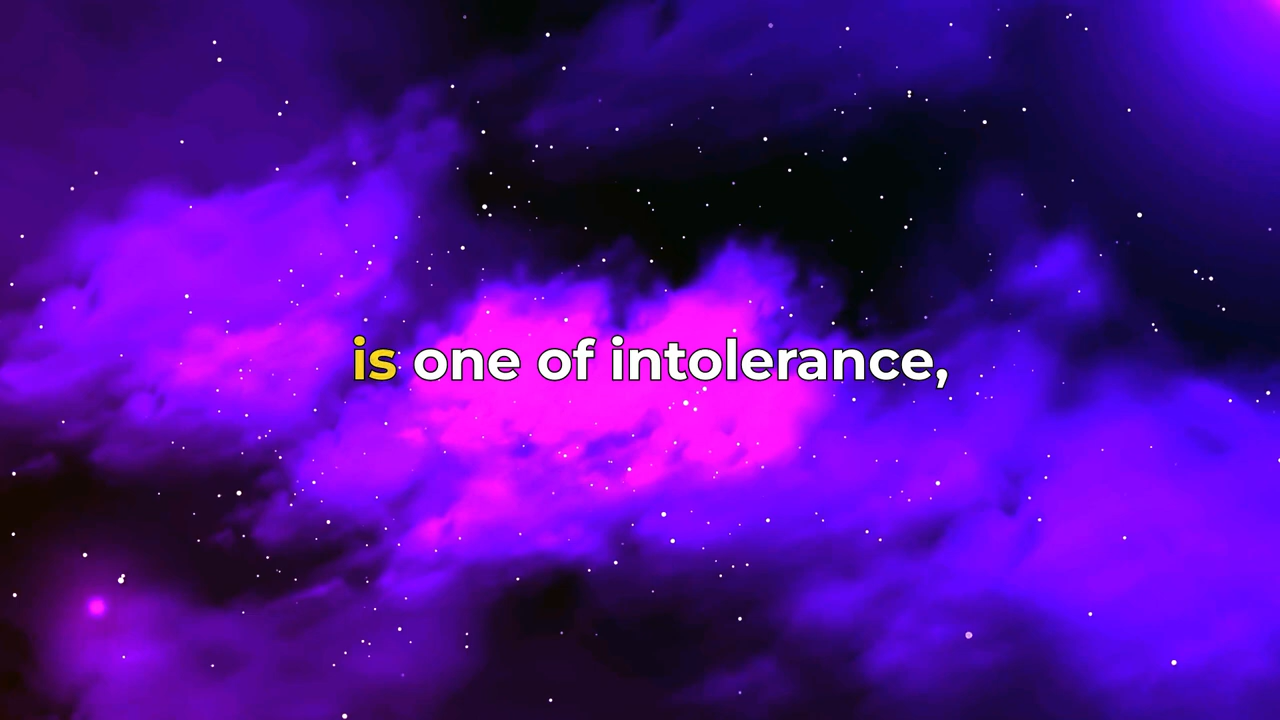 is one of intolerance,